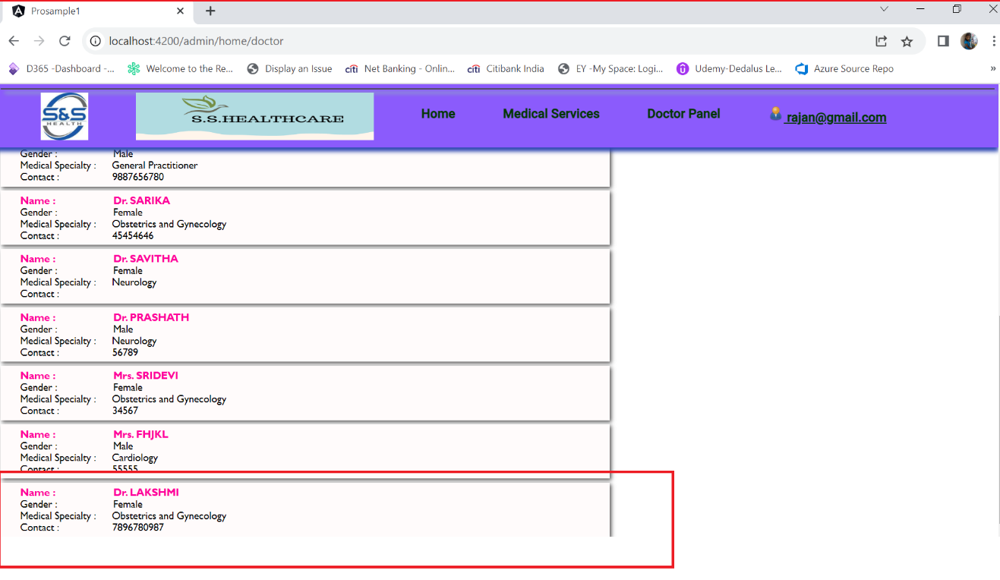 Prosample1
localhost:4200/admin/home/doctor
D365 -Dashboard -... Welcome to the Re... Display an Issue citi Net Banking - Onlin... citi Citibank India EY -My Space: Logi... Udemy-Dedalus Le... Azure Source Repo »
S&S
HEALTH
S.S.HEALTHCARE
Home Medical Services Doctor Panel rajan@gmail.com
Gender : Male
Medical Specialty : General Practitioner
Contact : 9887656780
Name : Dr. SARIKA
Gender : Female
Medical Specialty : Obstetrics and Gynecology
Contact : 45454646
Name : Dr. SAVITHA
Gender : Female
Medical Specialty : Neurology
Contact :
Name : Dr. PRASHATH
Gender : Male
Medical Specialty : Neurology
Contact : 56789
Name : Mrs. SRIDEVI
Gender : Female
Medical Specialty : Obstetrics and Gynecology
Contact : 34567
Name : Mrs. FHJKL
Gender : Male
Medical Specialty : Cardiology
Contact : 55555
Name : Dr. LAKSHMI
Gender : Female
Medical Specialty : Obstetrics and Gynecology
Contact : 7896780987